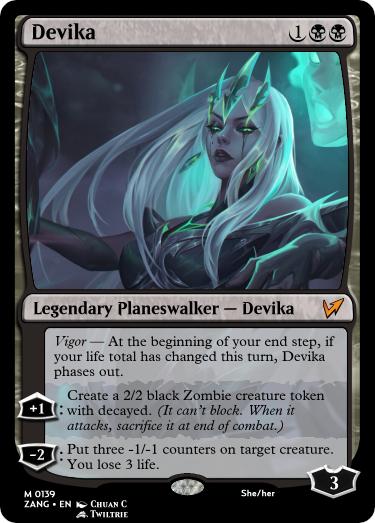 Devika 1
Legendary Planeswalker — Devika
Vigor — At the beginning of your end step, if
your life total has changed this turn, Devika
phases out.
+1: Create a 2/2 black Zombie creature token
with decayed. (It can't block. When it
attacks, sacrifice it at end of combat.)
-2: Put three -1/-1 counters on target creature.
You lose 3 life.
3
M 0139 She/her
ZANG • EN Chuan C
Twiltrie